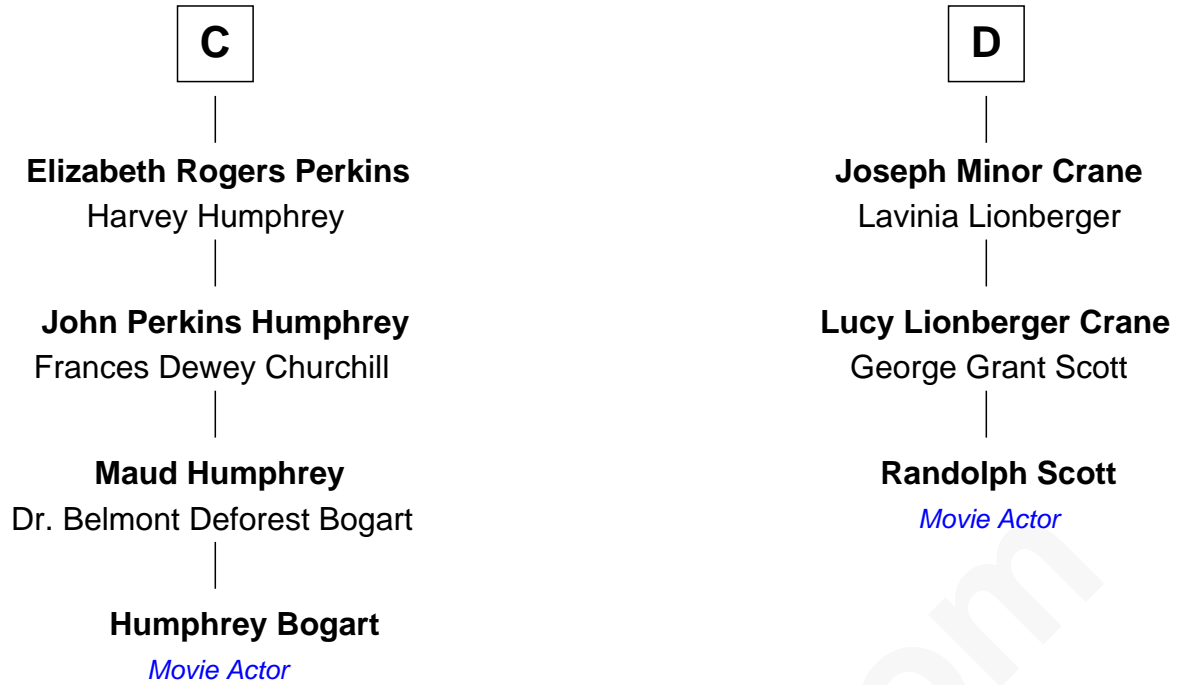 C
Elizabeth Rogers Perkins
Harvey Humphrey
John Perkins Humphrey
Frances Dewey Churchill
Maud Humphrey
Dr. Belmont Deforest Bogart
Humphrey Bogart
Movie Actor
D
Joseph Minor Crane
Lavinia Lionberger
Lucy Lionberger Crane
George Grant Scott
Randolph Scott
Movie Actor
om